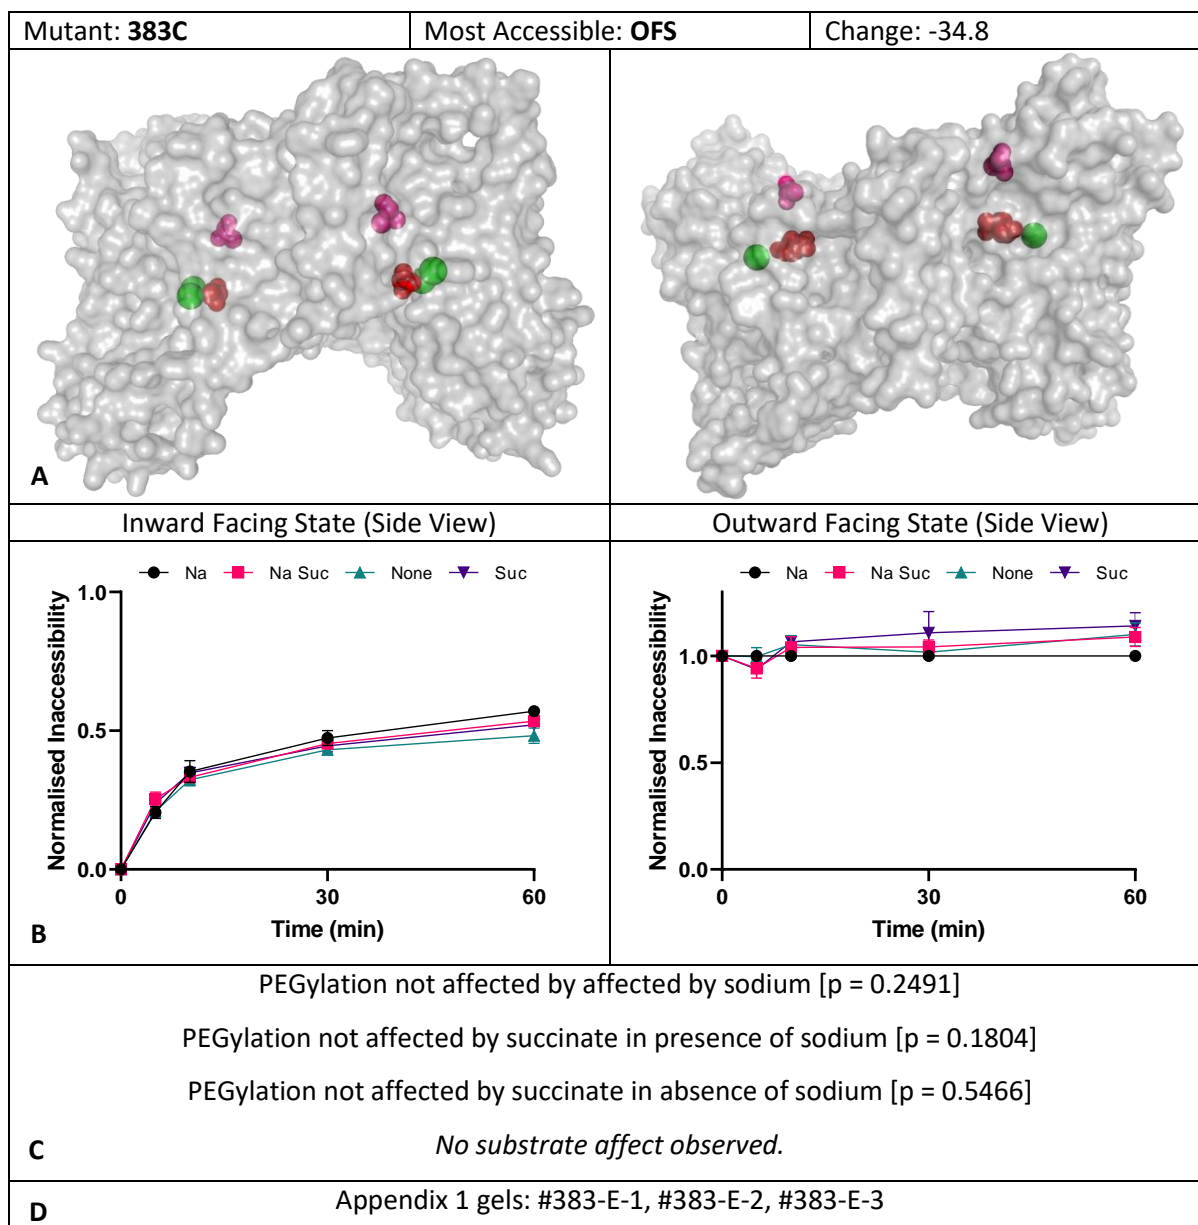 Mutant: 383C
Most Accessible: OFS
Change: -34.8
A
Inward Facing State (Side View)
Outward Facing State (Side View)
Na
Na Suc
None
Suc
1.0
0.5
0.0
Normalised Inaccessibility
0
30
60
Time (min)
B
Na
Na Suc
None
Suc
1.0
0.5
0.0
Normalised Inaccessibility
0
30
60
Time (min)
PEGylation not affected by affected by sodium [p = 0.2491]
PEGylation not affected by succinate in presence of sodium [p = 0.1804]
PEGylation not affected by succinate in absence of sodium [p = 0.5466]
C
No substrate affect observed.
D
Appendix 1 gels: #383-E-1, #383-E-2, #383-E-3